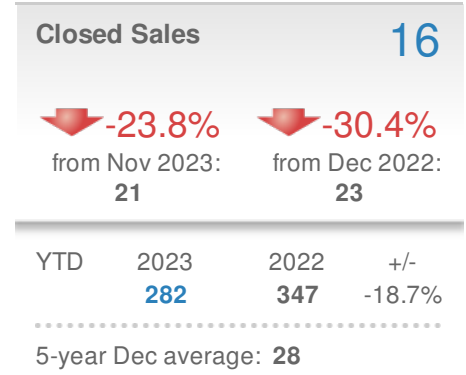 Closed Sales 16
-23.8% -30.4%
from Nov 2023: from Dec 2022:
21 23
YTD 2023 2022 +/-
282 347 -18.7%
5-year Dec average: 28